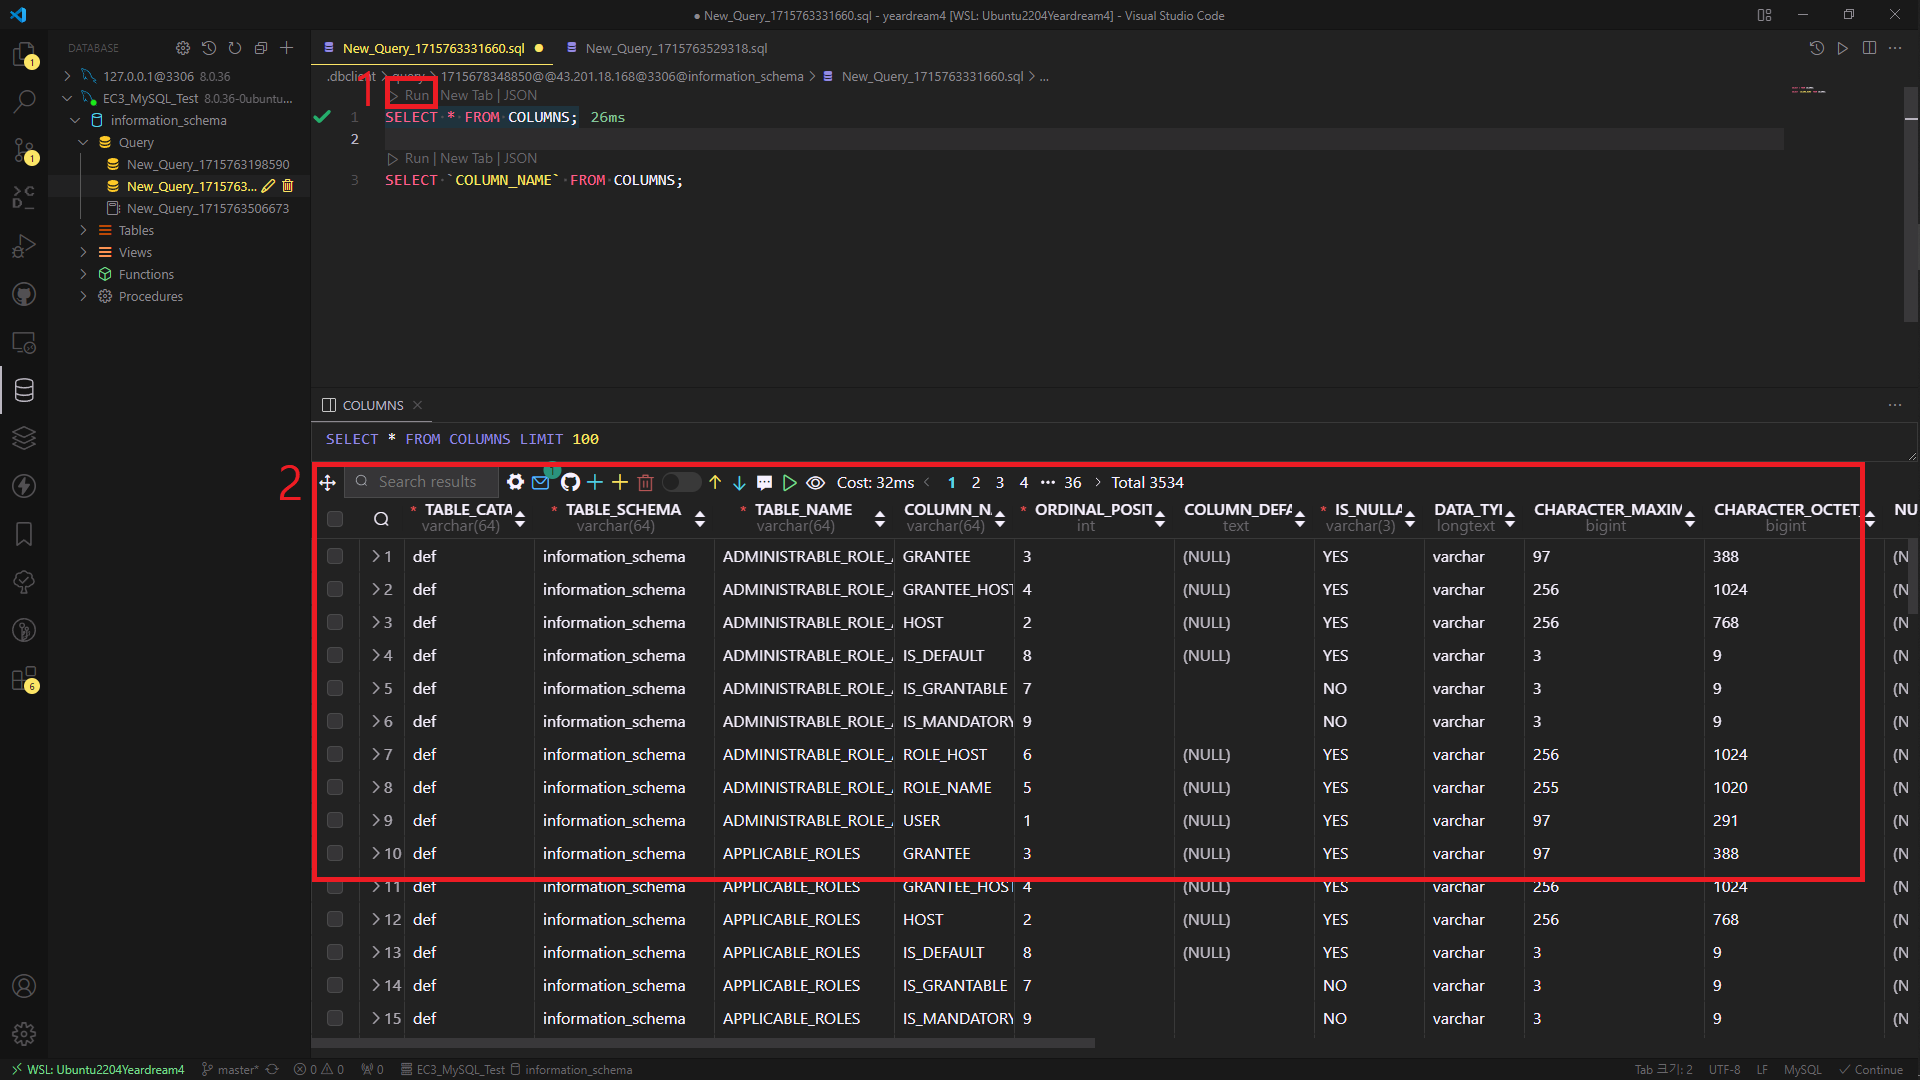 ● New_Query_1715763331660.sql - yeardream4 [WSL: Ubuntu2204Yeardream4] - Visual Studio Code
DATABASE
127.0.0.1@3306 8.0.36
EC3_MySQL_Test 8.0.36-0ubuntu...
information_schema
Query
New_Query_1715763198590
New_Query_1715763...
New_Query_1715763506673
Tables
Views
Functions
Procedures
1
1
6
New_Query_1715763331660.sql
New_Query_1715763529318.sql
.dbclient > query > 1715678348850@@43.201.18.168@3306@information_schema > New_Query_1715763331660.sql > ...
1
Run | New Tab | JSON
1 SELECT * FROM COLUMNS; 26ms
2
Run | New Tab | JSON
3 SELECT `COLUMN_NAME` FROM COLUMNS;
COLUMNS
SELECT * FROM COLUMNS LIMIT 100
2
Search results
1
Cost: 32ms < 1 2 3 4 ••• 36 > Total 3534
* TABLE_CATA * TABLE_SCHEMA * TABLE_NAME COLUMN_N * ORDINAL_POSIT COLUMN_DEFA * IS_NULLA DATA_TYI CHARACTER_MAXIM CHARACTER_OCTET_ NU
varchar(64) varchar(64) varchar(64) varchar(64) int text varchar(3) longtext bigint bigint
1 def information_schema ADMINISTRABLE_ROLE_ GRANTEE 3 (NULL) YES varchar 97 388 (N
2 def information_schema ADMINISTRABLE_ROLE_ GRANTEE_HOST 4 (NULL) YES varchar 256 1024 (N
3 def information_schema ADMINISTRABLE_ROLE_ HOST 2 (NULL) YES varchar 256 768 (N
4 def information_schema ADMINISTRABLE_ROLE_ IS_DEFAULT 8 (NULL) YES varchar 3 9 (N
5 def information_schema ADMINISTRABLE_ROLE_ IS_GRANTABLE 7 NO varchar 3 9 (N
6 def information_schema ADMINISTRABLE_ROLE_ IS_MANDATORY 9 NO varchar 3 9 (N
7 def information_schema ADMINISTRABLE_ROLE_ ROLE_HOST 6 (NULL) YES varchar 256 1024 (N
8 def information_schema ADMINISTRABLE_ROLE_ ROLE_NAME 5 (NULL) YES varchar 255 1020 (N
9 def information_schema ADMINISTRABLE_ROLE_ USER 1 (NULL) YES varchar 97 291 (N
10 def information_schema APPLICABLE_ROLES GRANTEE 3 (NULL) YES varchar 97 388 (N
11 def information_schema APPLICABLE_ROLES GRANTEE_HOST 4 (NULL) YES varchar 256 1024 (N
12 def information_schema APPLICABLE_ROLES HOST 2 (NULL) YES varchar 256 768 (N
13 def information_schema APPLICABLE_ROLES IS_DEFAULT 8 (NULL) YES varchar 3 9 (N
14 def information_schema APPLICABLE_ROLES IS_GRANTABLE 7 NO varchar 3 9 (N
15 def information_schema APPLICABLE_ROLES IS_MANDATORY 9 NO varchar 3 9 (N
WSL: Ubuntu2204Yeardream4 master* 0 0 0 EC3_MySQL_Test information_schema Tab 크기: 2 UTF-8 LF MySQL Continue